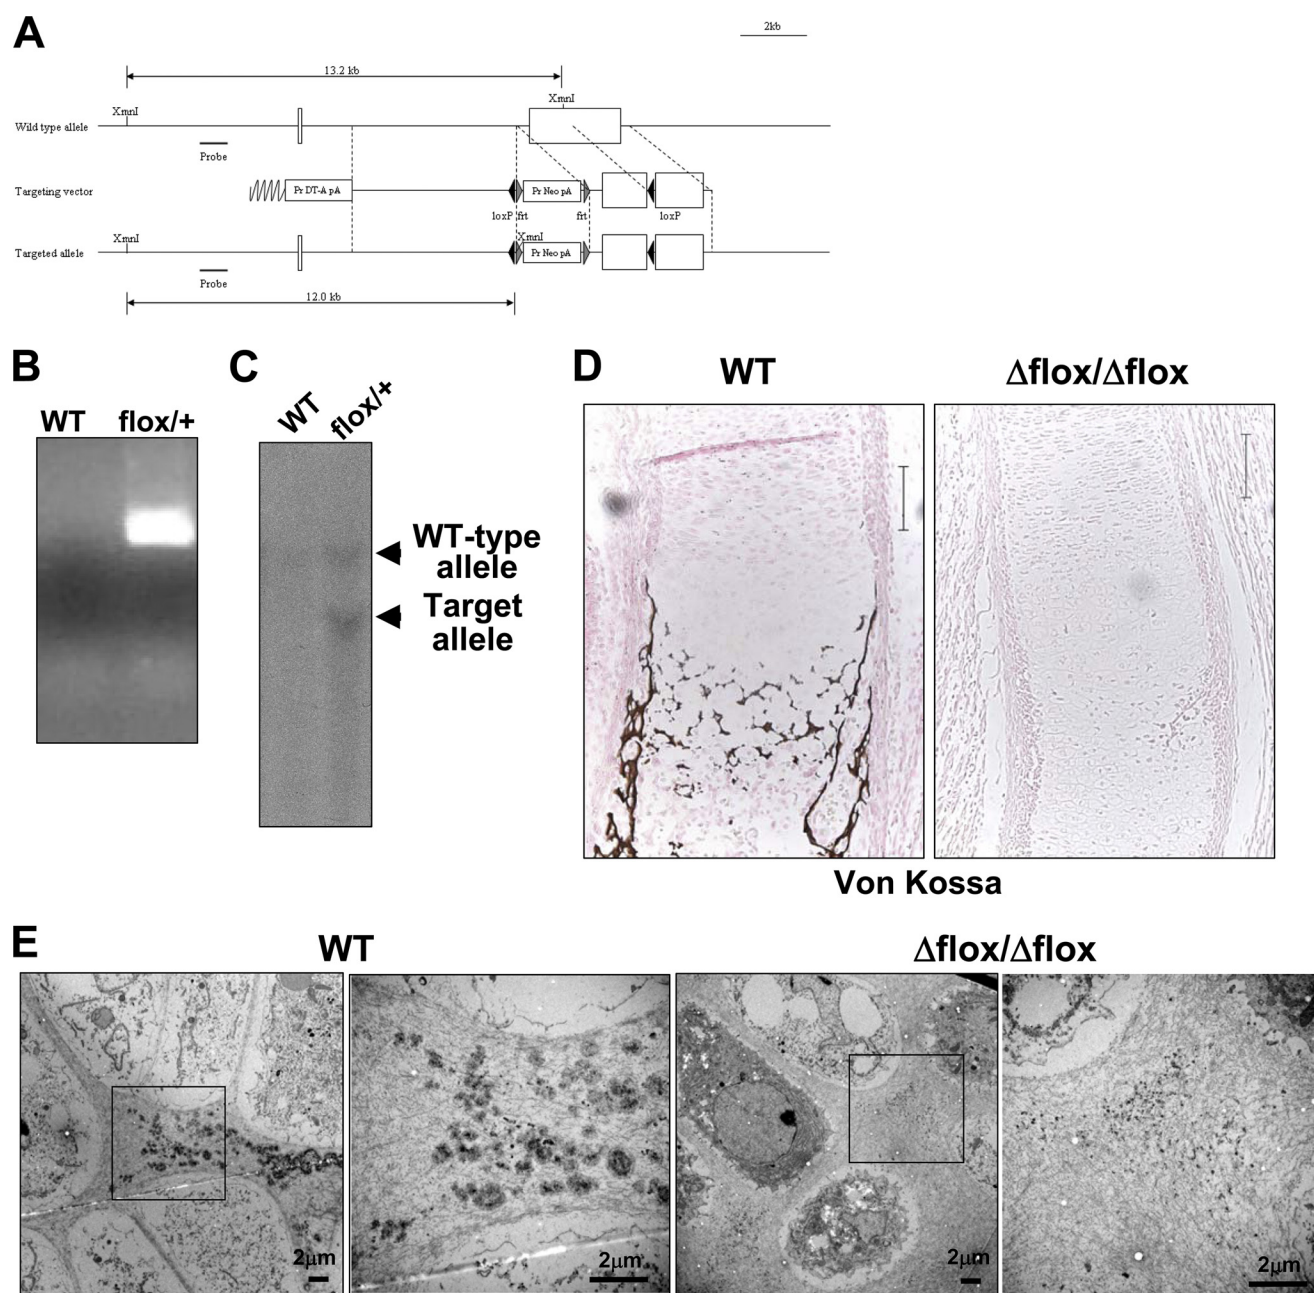 A
2kb
13.2 kb
XmnI
XmnI
Wild type allele
Probe
Targeting vector
Pr DT-A pA
Pr Neo pA
loxP frt
frt
loxP
XmnI
XmnI
Targeted allele
Pr Neo pA
Probe
12.0 kb
B
WT
flox/+
C
WT
flox/+
WT-type
allele
Target
allele
D
WT
Δflox/Δflox
Von Kossa
E
WT
Δflox/Δflox
2μm
2μm
2μm
2μm